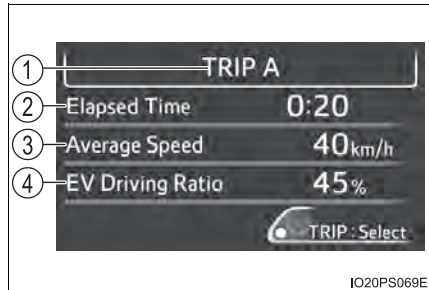 1 TRIP A
2 Elapsed Time 0:20
3 Average Speed 40km/h
4 EV Driving Ratio 45%
TRIP : Select
IO20PS069E